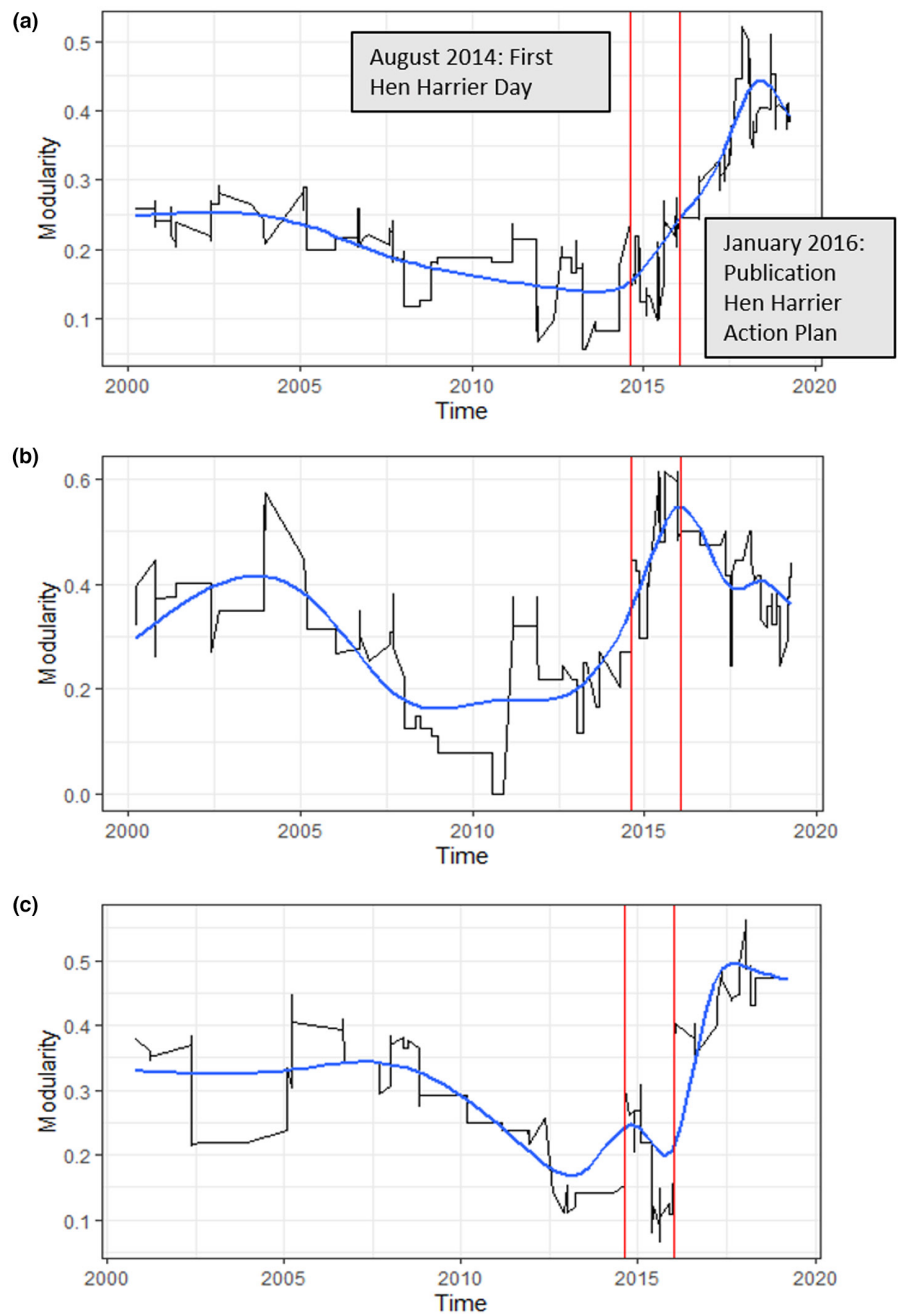 (a)
0.5
0.4
0.3
0.2
0.1
Modularity
August 2014: First
Hen Harrier Day
January 2016:
Publication
Hen Harrier
Action Plan
2000 2005 2010 2015 2020
Time
(b)
0.6
0.4
0.2
0.0
Modularity
2000 2005 2010 2015 2020
Time
(c)
0.5
0.4
0.3
0.2
0.1
Modularity
2000 2005 2010 2015 2020
Time